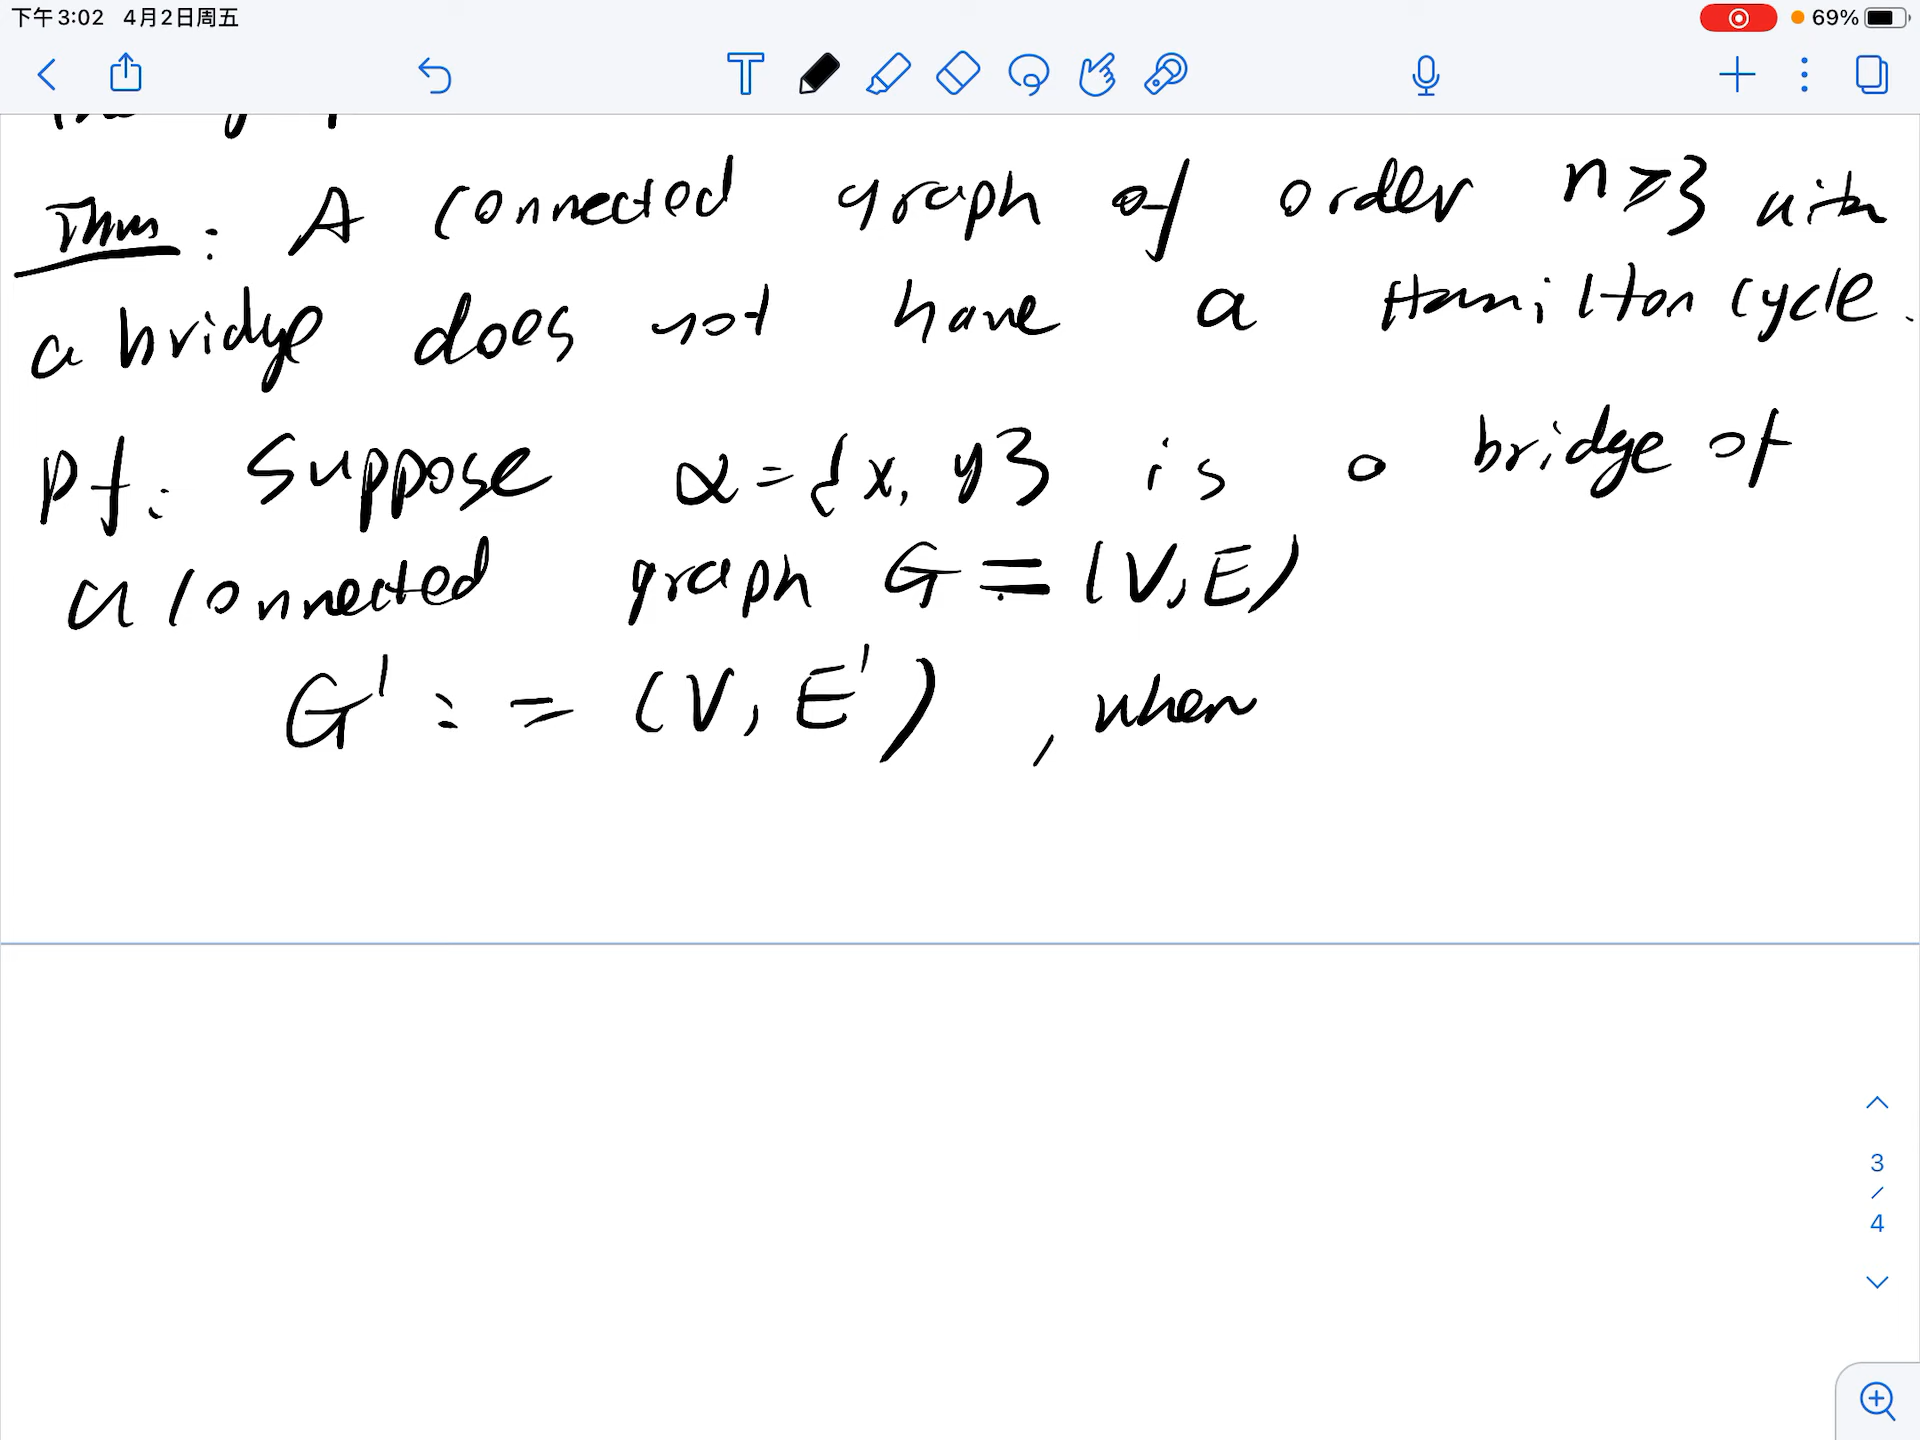 下午3:02 4月2日周五
69%
T
Thm: A connected graph of order n≥3 with
a bridge does not have a Hamilton cycle.
Pf: Suppose α={x, y} is a bridge of
a connected graph G = (V, E)
G' := (V, E'), when
3
/
4